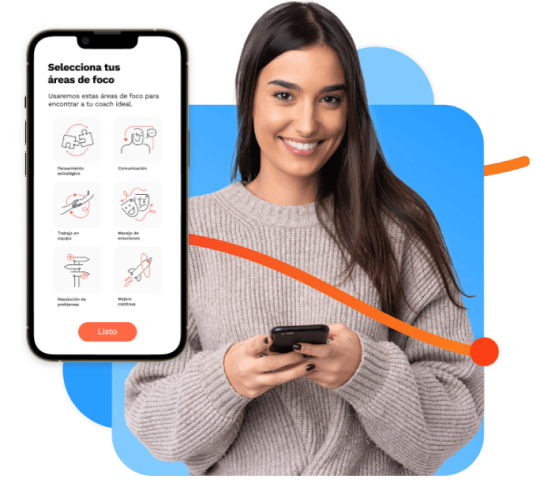 Selecciona tus
áreas de foco
Usaremos estas áreas de foco para
encontrar a tu coach ideal.
Pensamiento
estratégico
Comunicación
Trabajo en
equipo
Manejo de
emociones
Resolución de
problemas
Mejora
continua
Listo